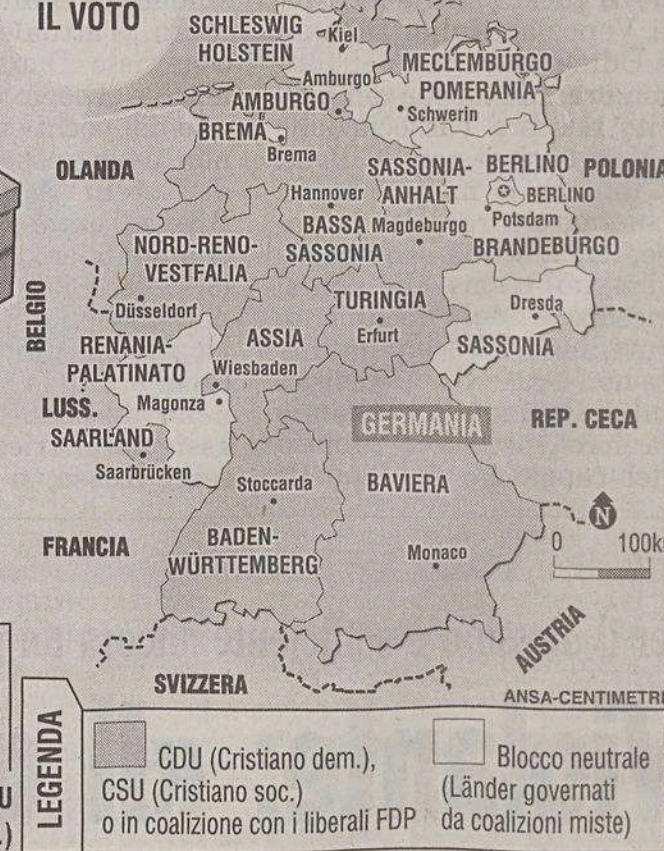 IL VOTO
SCHLESWIG
HOLSTEIN
Kiel
Amburgo
MECLEMBURGO
POMERANIA
AMBURGO
Schwerin
BREMA
Brema
OLANDA
SASSONIA-
ANHALT
BERLINO
POLONIA
Hannover
BERLINO
BASSA
SASSONIA
Magdeburgo
Potsdam
BRANDEBURGO
NORD-RENO-
VESTFALIA
BELGIO
Düsseldorf
TURINGIA
Erfurt
Dresda
SASSONIA
ASSIA
RENANIA-
PALATINATO
Wiesbaden
LUSS.
Magonza
GERMANIA
REP. CECA
SAARLAND
Saarbrücken
Stoccarda
BAVIERA
N
0 100k
FRANCIA
BADEN-
WÜRTTEMBERG
Monaco
AUSTRIA
SVIZZERA
ANSA-CENTIMETRI
LEGENDA
CDU (Cristiano dem.),
CSU (Cristiano soc.)
o in coalizione con i liberali FDP
Blocco neutrale
(Länder governati
da coalizioni miste)